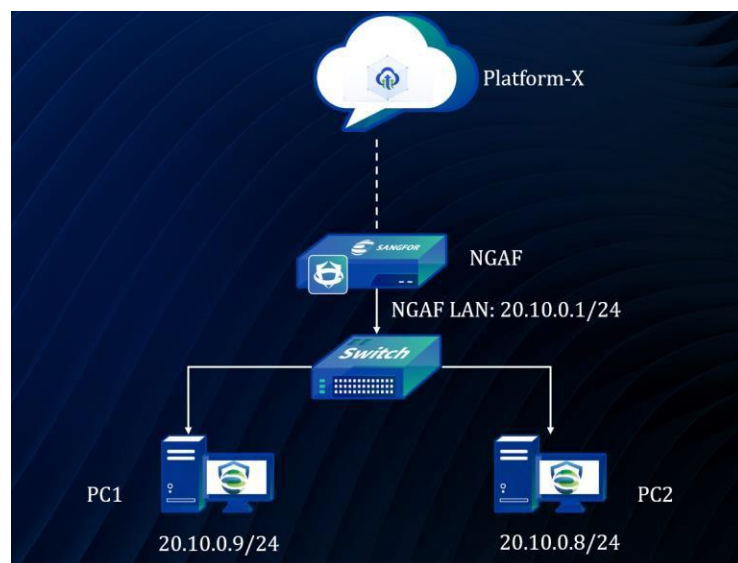 Platform-X
SANGFOR
NGAF
NGAF LAN: 20.10.0.1/24
Switch
PC1
PC2
20.10.0.9/24
20.10.0.8/24